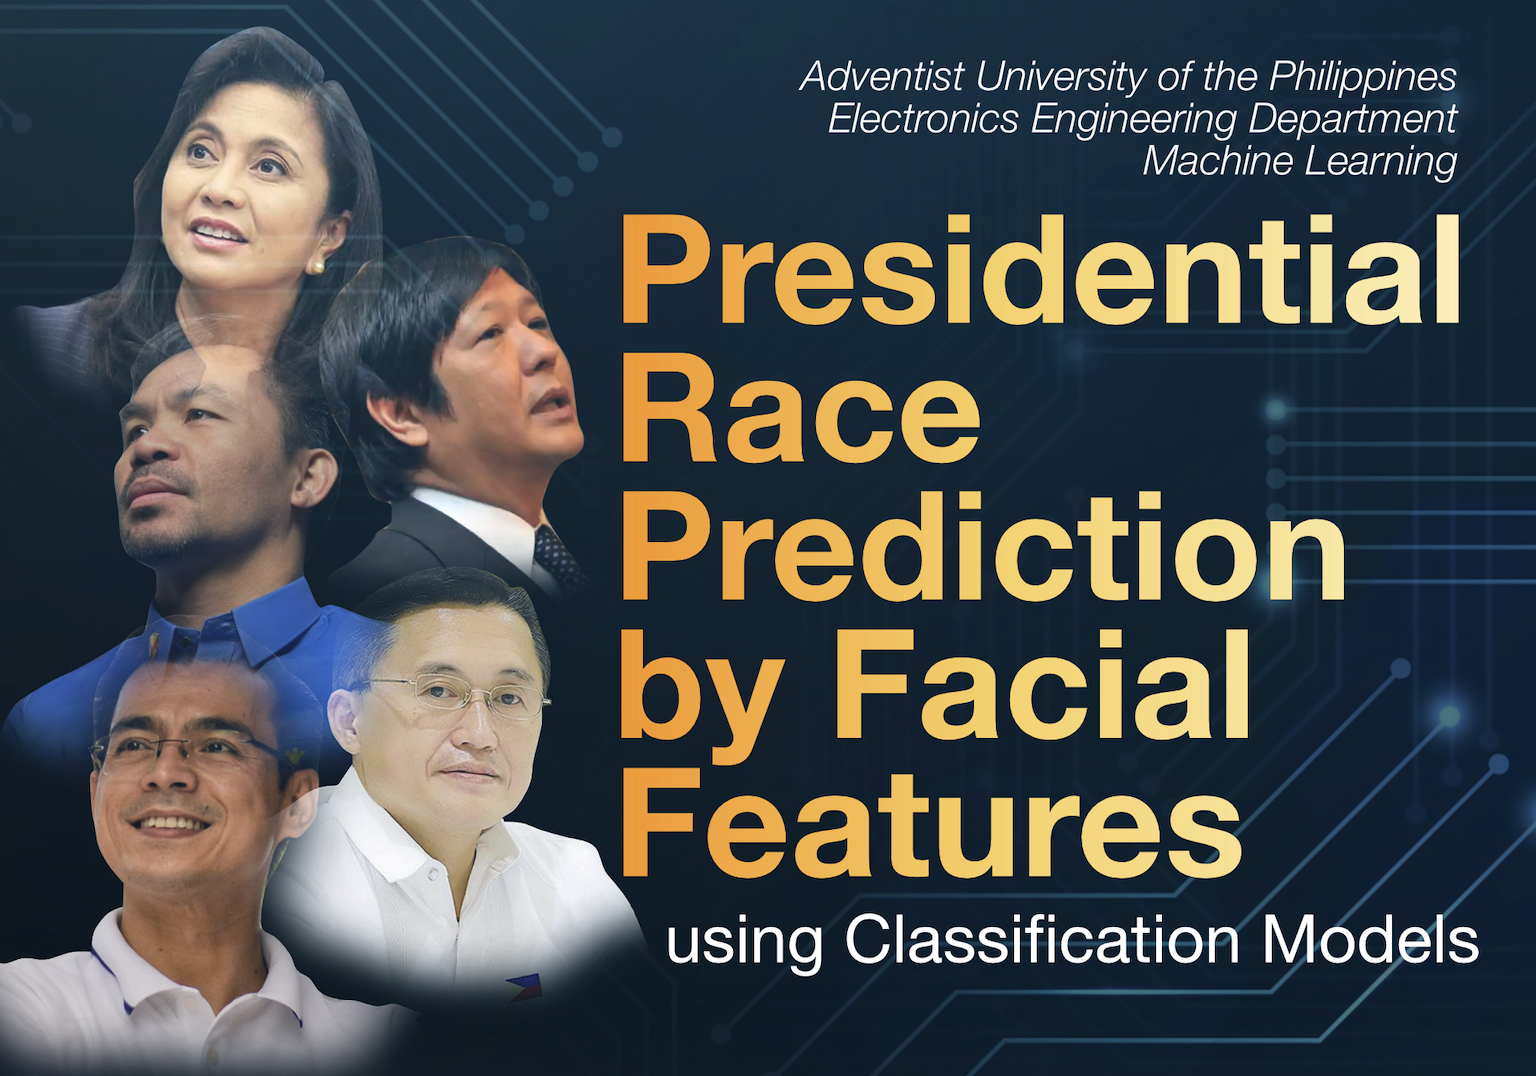 Adventist University of the Philippines
Electronics Engineering Department
Machine Learning
Presidential
Race
Prediction
by Facial
Features
using Classification Models